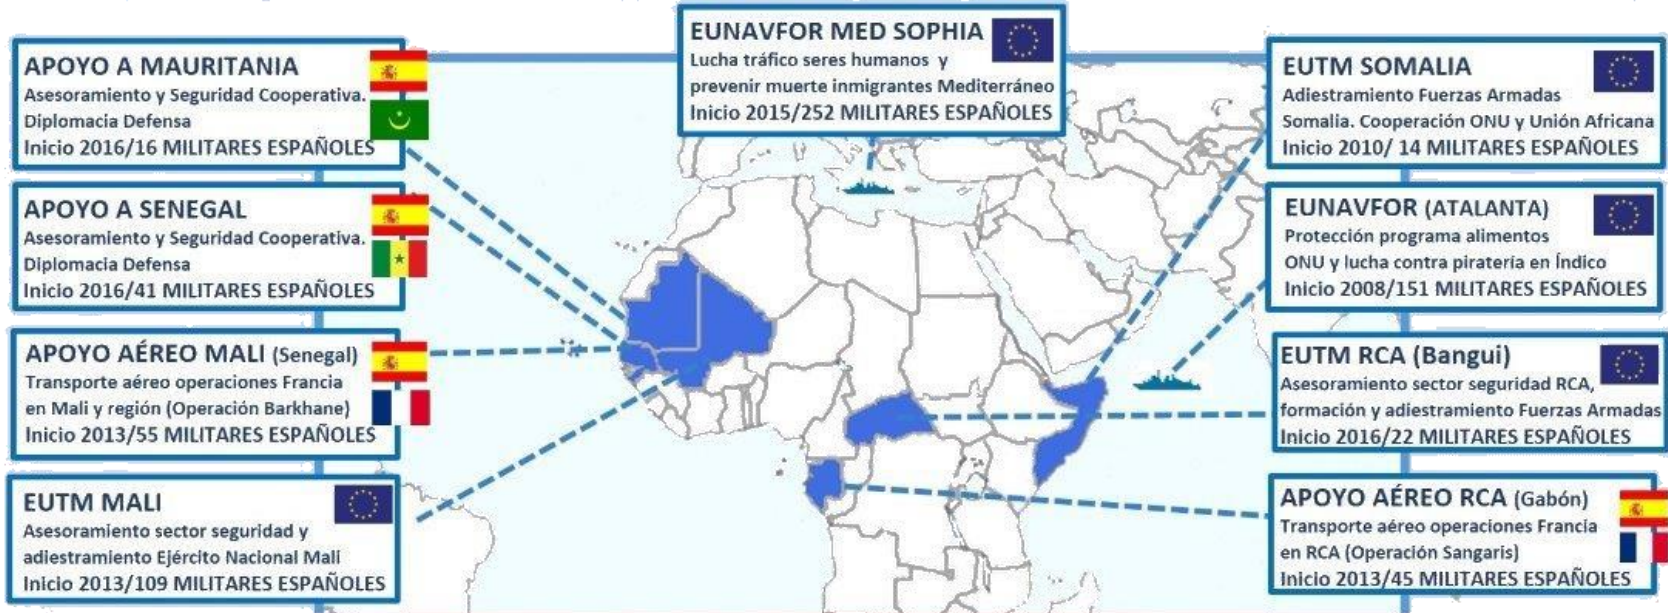 APOYO A MAURITANIA
Asesoramiento y Seguridad Cooperativa.
Diplomacia Defensa
Inicio 2016/16 MILITARES ESPAÑOLES
APOYO A SENEGAL
Asesoramiento y Seguridad Cooperativa.
Diplomacia Defensa
Inicio 2016/41 MILITARES ESPAÑOLES
APOYO AÉREO MALI (Senegal)
Transporte aéreo operaciones Francia
en Mali y región (Operación Barkhane)
Inicio 2013/55 MILITARES ESPAÑOLES
EUTM MALI
Asesoramiento sector seguridad y
adiestramiento Ejército Nacional Mali
Inicio 2013/109 MILITARES ESPAÑOLES
EUNAVFOR MED SOPHIA
Lucha tráfico seres humanos y
prevenir muerte inmigrantes Mediterráneo
Inicio 2015/252 MILITARES ESPAÑOLES
EUTM SOMALIA
Adiestramiento Fuerzas Armadas
Somalia. Cooperación ONU y Unión Africana
Inicio 2010/ 14 MILITARES ESPAÑOLES
EUNAVFOR (ATALANTA)
Protección programa alimentos
ONU y lucha contra piratería en Índico
Inicio 2008/151 MILITARES ESPAÑOLES
EUTM RCA (Bangui)
Asesoramiento sector seguridad RCA,
formación y adiestramiento Fuerzas Armadas
Inicio 2016/22 MILITARES ESPAÑOLES
APOYO AÉREO RCA (Gabón)
Transporte aéreo operaciones Francia
en RCA (Operación Sangaris)
Inicio 2013/45 MILITARES ESPAÑOLES